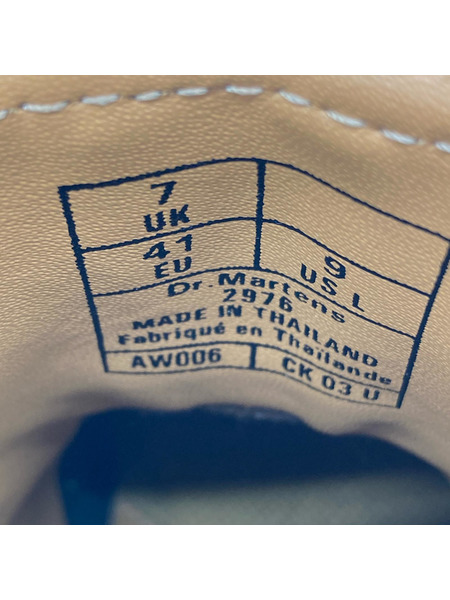 7
UK
41
EU
9
US L
Dr. Martens
2976
MADE IN THAILAND
Fabriqué en Thaïlande
AW006
CK 03 U